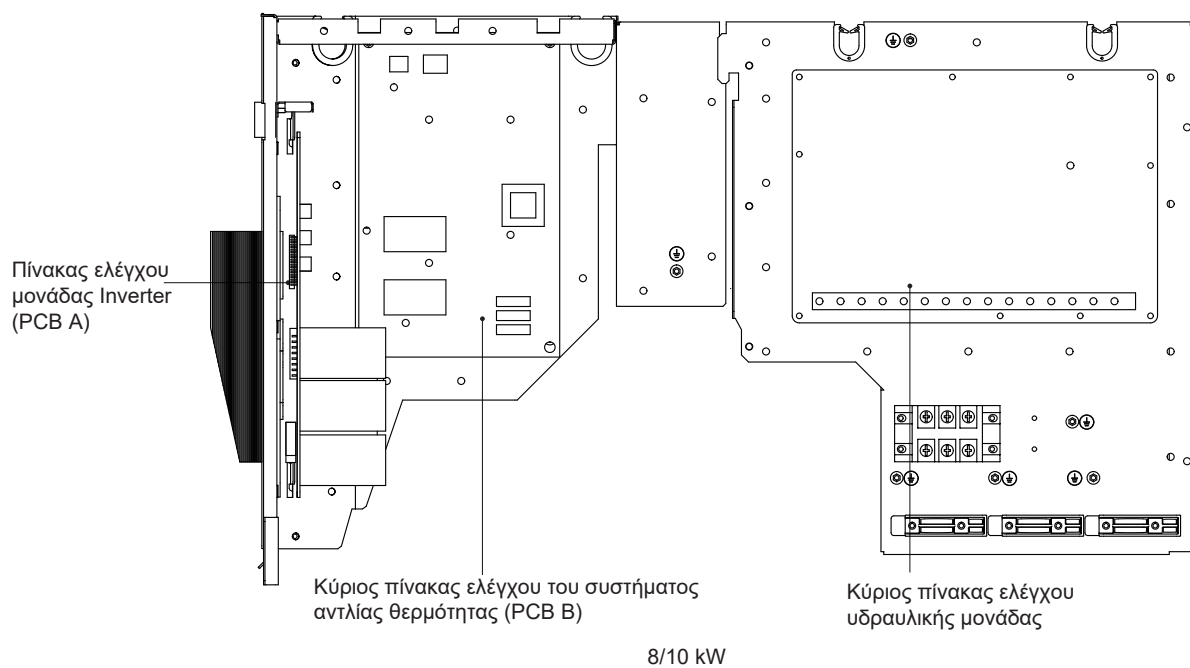 Πίνακας ελέγχου
μονάδας Inverter
(PCB A)
Κύριος πίνακας ελέγχου του συστήματος
αντλίας θερμότητας (PCB B)
Κύριος πίνακας ελέγχου
υδραυλικής μονάδας
8/10 kW